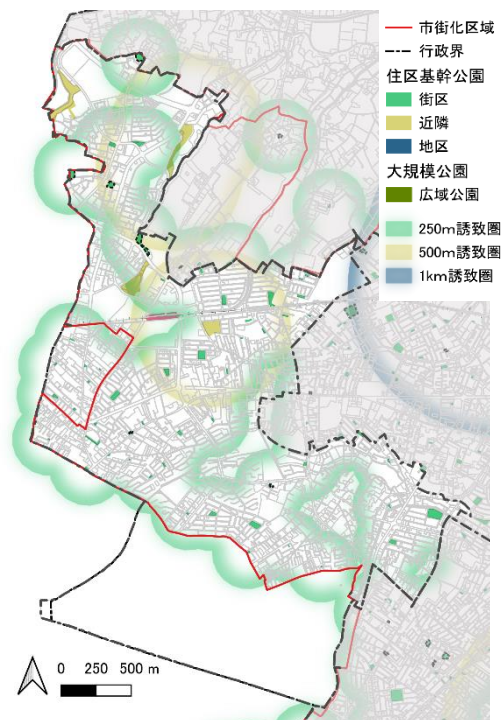 市街化区域
行政界
住区基幹公園
街区
近隣
地区
大規模公園
広域公園
250m誘致圏
500m誘致圏
1km誘致圏
0 250 500 m